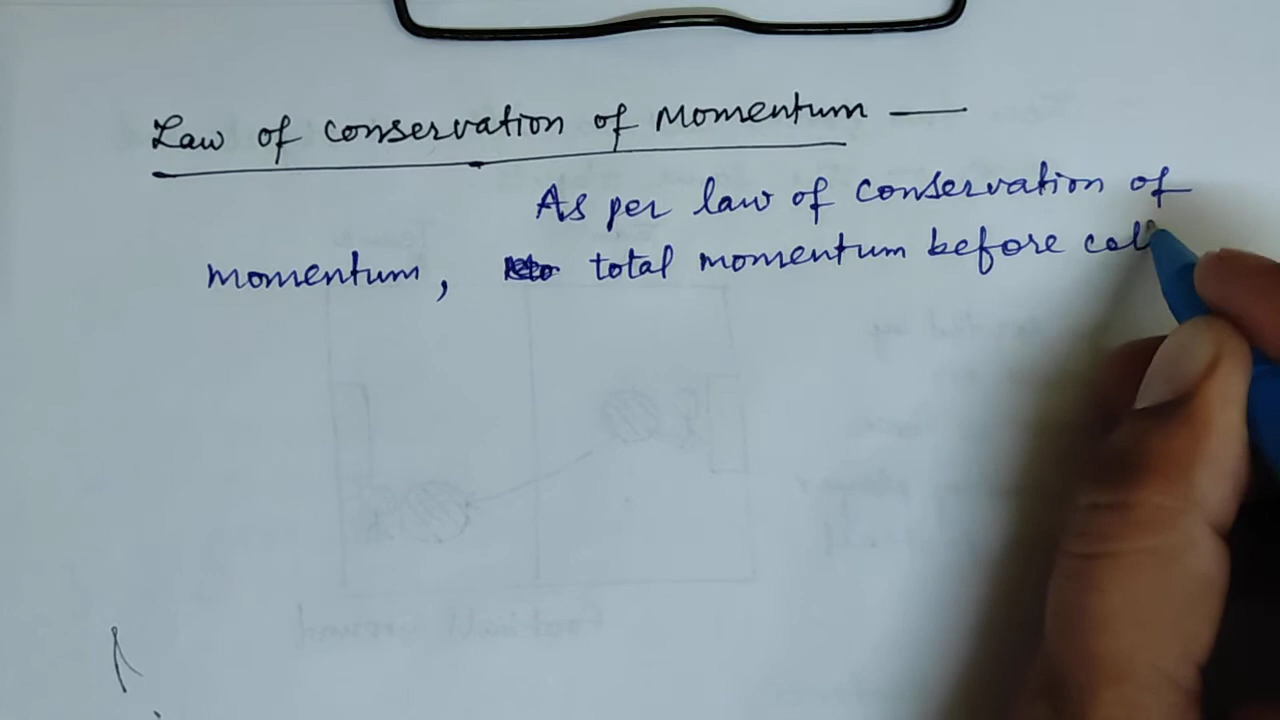 Law of conservation of Momentum —
As per law of conservation of
momentum, total momentum before col